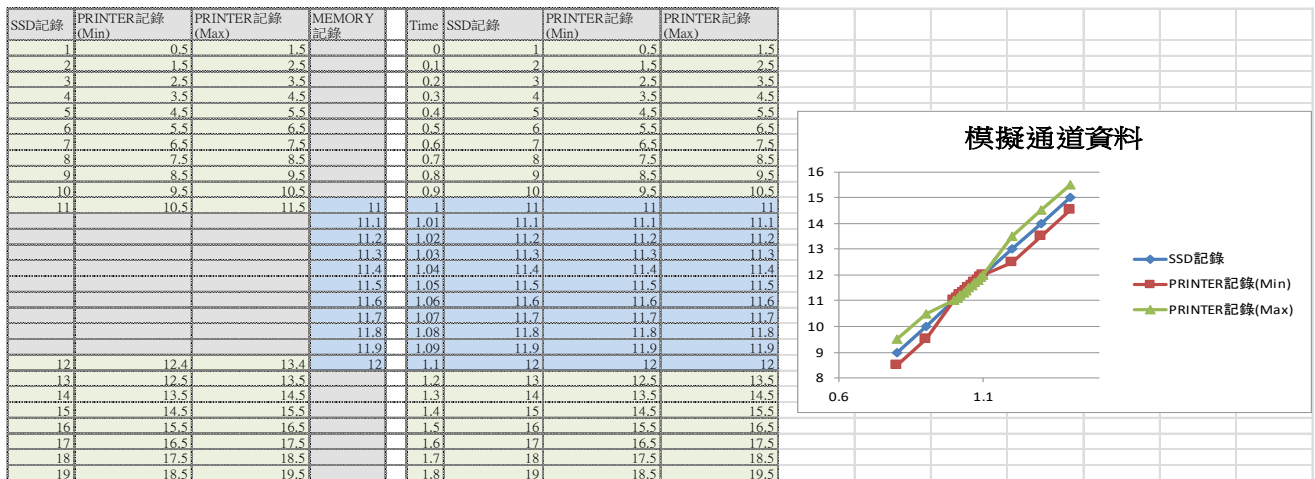 SSD記錄 PRINTER記錄(Min) PRINTER記錄(Max) MEMORY記錄 Time SSD記錄 PRINTER記錄(Min) PRINTER記錄(Max)
1 0.5 1.5 0 1 0.5 1.5
2 1.5 2.5 0.1 2 1.5 2.5
3 2.5 3.5 0.2 3 2.5 3.5
4 3.5 4.5 0.3 4 3.5 4.5
5 4.5 5.5 0.4 5 4.5 5.5
6 5.5 6.5 0.5 6 5.5 6.5
7 6.5 7.5 0.6 7 6.5 7.5
8 7.5 8.5 0.7 8 7.5 8.5
9 8.5 9.5 0.8 9 8.5 9.5
10 9.5 10.5 0.9 10 9.5 10.5
11 10.5 11.5 11 1 11 11 11
11.1 1.01 11.1 11.1 11.1
11.2 1.02 11.2 11.2 11.2
11.3 1.03 11.3 11.3 11.3
11.4 1.04 11.4 11.4 11.4
11.5 1.05 11.5 11.5 11.5
11.6 1.06 11.6 11.6 11.6
11.7 1.07 11.7 11.7 11.7
11.8 1.08 11.8 11.8 11.8
11.9 1.09 11.9 11.9 11.9
12 12.4 13.4 12 1.1 12 12 12
13 12.5 13.5 1.2 13 12.5 13.5
14 13.5 14.5 1.3 14 13.5 14.5
15 14.5 15.5 1.4 15 14.5 15.5
16 15.5 16.5 1.5 16 15.5 16.5
17 16.5 17.5 1.6 17 16.5 17.5
18 17.5 18.5 1.7 18 17.5 18.5
19 18.5 19.5 1.8 19 18.5 19.5
模擬通道資料
16
15
14
13
12
11
10
9
8
0.6 1.1
SSD記錄
PRINTER記錄(Min)
PRINTER記錄(Max)